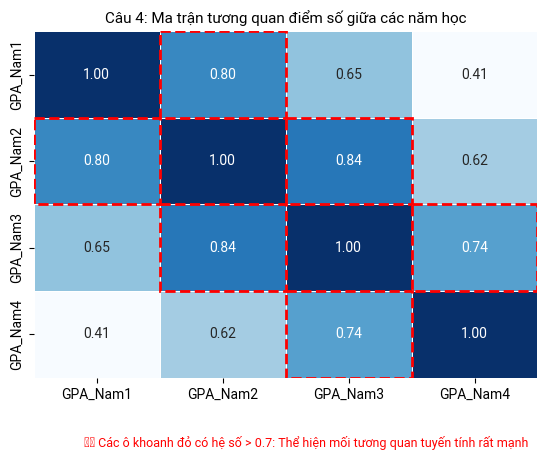 Câu 4: Ma trận tương quan điểm số giữa các năm học
GPA_Nam1
1.00 0.80 0.65 0.41
GPA_Nam2
0.80 1.00 0.84 0.62
GPA_Nam3
0.65 0.84 1.00 0.74
GPA_Nam4
0.41 0.62 0.74 1.00
GPA_Nam1 GPA_Nam2 GPA_Nam3 GPA_Nam4
Các ô khoanh đỏ có hệ số > 0.7: Thể hiện mối tương quan tuyến tính rất mạnh